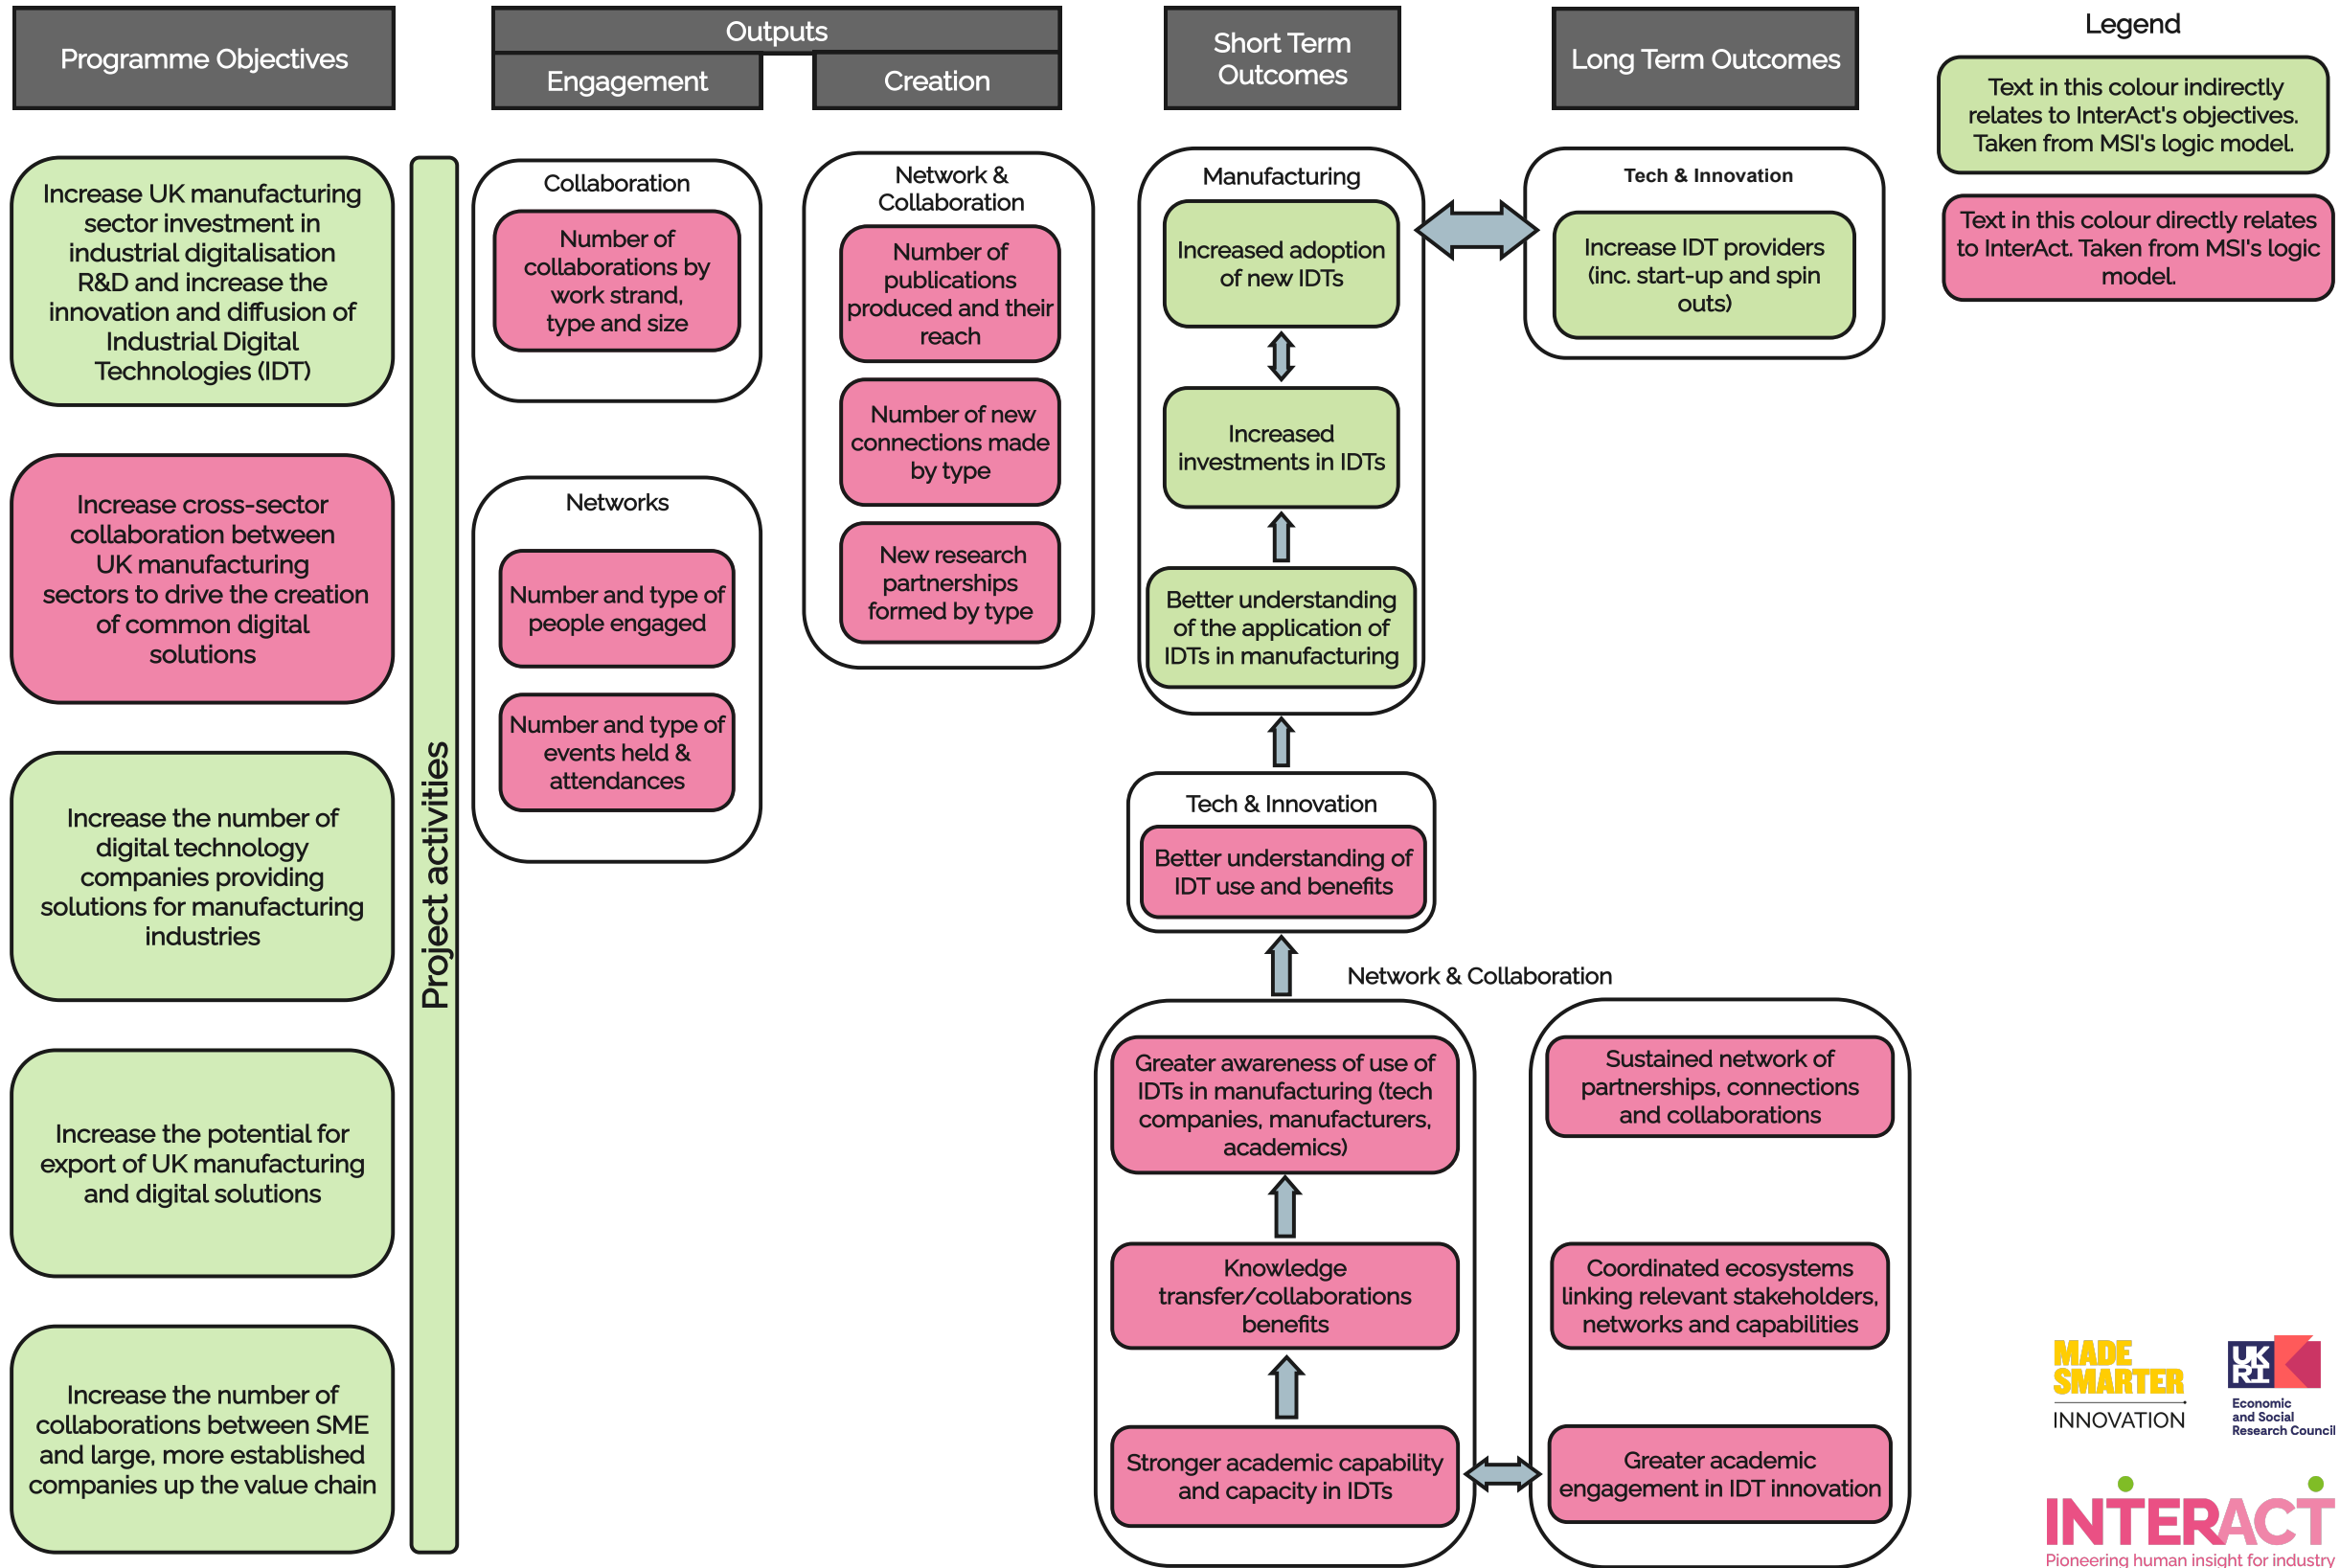 Programme Objectives
Outputs
Engagement
Creation
Short Term
Outcomes
Long Term Outcomes
Legend
Text in this colour indirectly
relates to InterAct's objectives.
Taken from MSI's logic model.
Text in this colour directly relates
to InterAct. Taken from MSI's logic
model.
Increase UK manufacturing
sector investment in
industrial digitalisation
R&D and increase the
innovation and diffusion of
Industrial Digital
Technologies (IDT)
Increase cross-sector
collaboration between
UK manufacturing
sectors to drive the creation
of common digital
solutions
Increase the number of
digital technology
companies providing
solutions for manufacturing
industries
Increase the potential for
export of UK manufacturing
and digital solutions
Increase the number of
collaborations between SME
and large, more established
companies up the value chain
Project activities
Collaboration
Number of
collaborations by
work strand,
type and size
Networks
Number and type of
people engaged
Number and type of
events held &
attendances
Network &
Collaboration
Number of
publications
produced and their
reach
Number of new
connections made
by type
New research
partnerships
formed by type
Manufacturing
Increased adoption
of new IDTs
Increased
investments in IDTs
Better understanding
of the application of
IDTs in manufacturing
Tech & Innovation
Increase IDT providers
(inc. start-up and spin
outs)
Tech & Innovation
Better understanding of
IDT use and benefits
Network & Collaboration
Greater awareness of use of
IDTs in manufacturing (tech
companies, manufacturers,
academics)
Knowledge
transfer/collaborations
benefits
Stronger academic capability
and capacity in IDTs
Sustained network of
partnerships, connections
and collaborations
Coordinated ecosystems
linking relevant stakeholders,
networks and capabilities
Greater academic
engagement in IDT innovation
MADE
SMARTER
INNOVATION
UK
RI
Economic
and Social
Research Council
INTERACT
Pioneering human insight for industry